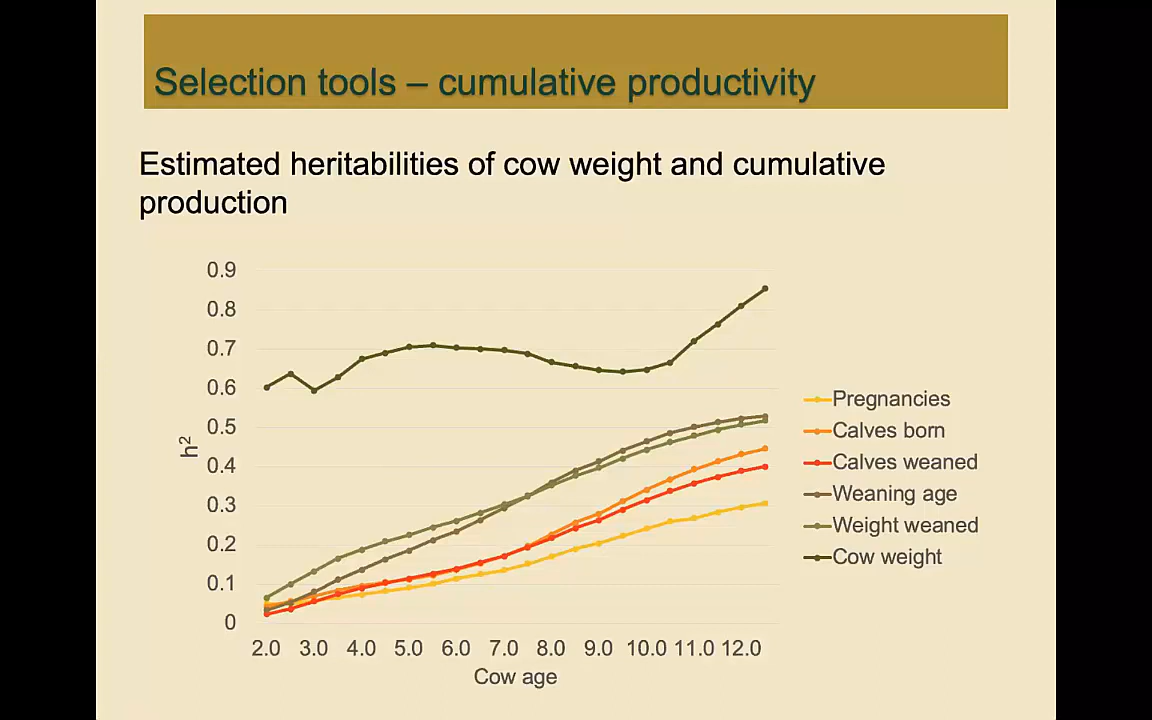 Selection tools – cumulative productivity
Estimated heritabilities of cow weight and cumulative
production
0.9
0.8
0.7
0.6
0.5
0.4
0.3
0.2
0.1
0
h²
2.0 3.0 4.0 5.0 6.0 7.0 8.0 9.0 10.0 11.0 12.0
Cow age
Pregnancies
Calves born
Calves weaned
Weaning age
Weight weaned
Cow weight